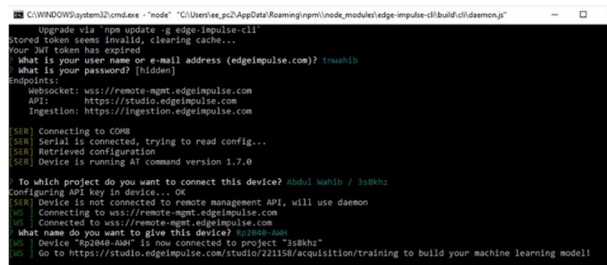 C:\WINDOWS\system32\cmd.exe - "node" "C:\Users\ee_pc2\AppData\Roaming\npm\\node_modules\edge-impulse-cli\build\cli\daemon.js"
Upgrade via `npm update -g edge-impulse-cli`
Stored token seems invalid, clearing cache...
Your JWT token has expired
? What is your user name or e-mail address (edgeimpulse.com)? tnwahib
? What is your password? [hidden]
Endpoints:
Websocket: wss://remote-mgmt.edgeimpulse.com
API: https://studio.edgeimpulse.com
Ingestion: https://ingestion.edgeimpulse.com
[SER] Connecting to COM8
[SER] Serial is connected, trying to read config...
[SER] Retrieved configuration
[SER] Device is running AT command version 1.7.0
? To which project do you want to connect this device? Abdul Wahib / 3s8khz
Configuring API key in device... OK
[SER] Device is not connected to remote management API, will use daemon
[WS ] Connecting to wss://remote-mgmt.edgeimpulse.com
[WS ] Connected to wss://remote-mgmt.edgeimpulse.com
? What name do you want to give this device? Rp2040-AWH
[WS ] Device "Rp2040-AWH" is now connected to project "3s8khz"
[WS ] Go to https://studio.edgeimpulse.com/studio/221158/acquisition/training to build your machine learning model!